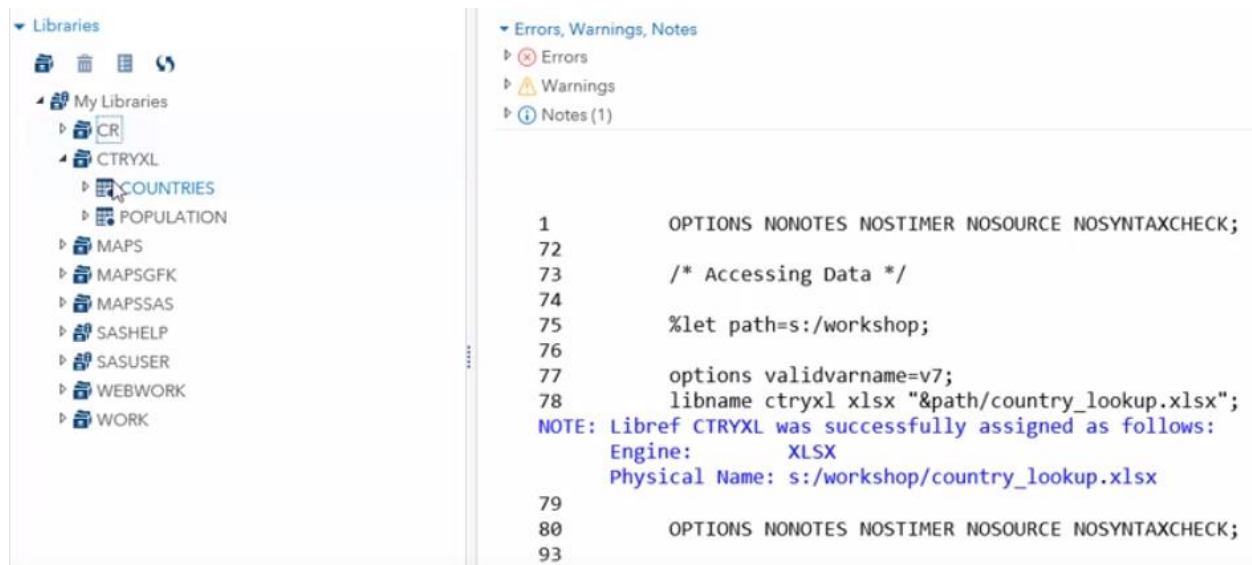 Libraries
My Libraries
CR
CTRYXL
COUNTRIES
POPULATION
MAPS
MAPSGFK
MAPSSAS
SASHELP
SASUSER
WEBWORK
WORK
Errors, Warnings, Notes
Errors
Warnings
Notes (1)
1 OPTIONS NONOTES NOSTIMER NOSOURCE NOSYNTAXCHECK;
72
73 /* Accessing Data */
74
75 %let path=s:/workshop;
76
77 options validvarname=v7;
78 libname ctryxl xlsx "&path/country_lookup.xlsx";
NOTE: Libref CTRYXL was successfully assigned as follows:
Engine: XLSX
Physical Name: s:/workshop/country_lookup.xlsx
79
80 OPTIONS NONOTES NOSTIMER NOSOURCE NOSYNTAXCHECK;
93